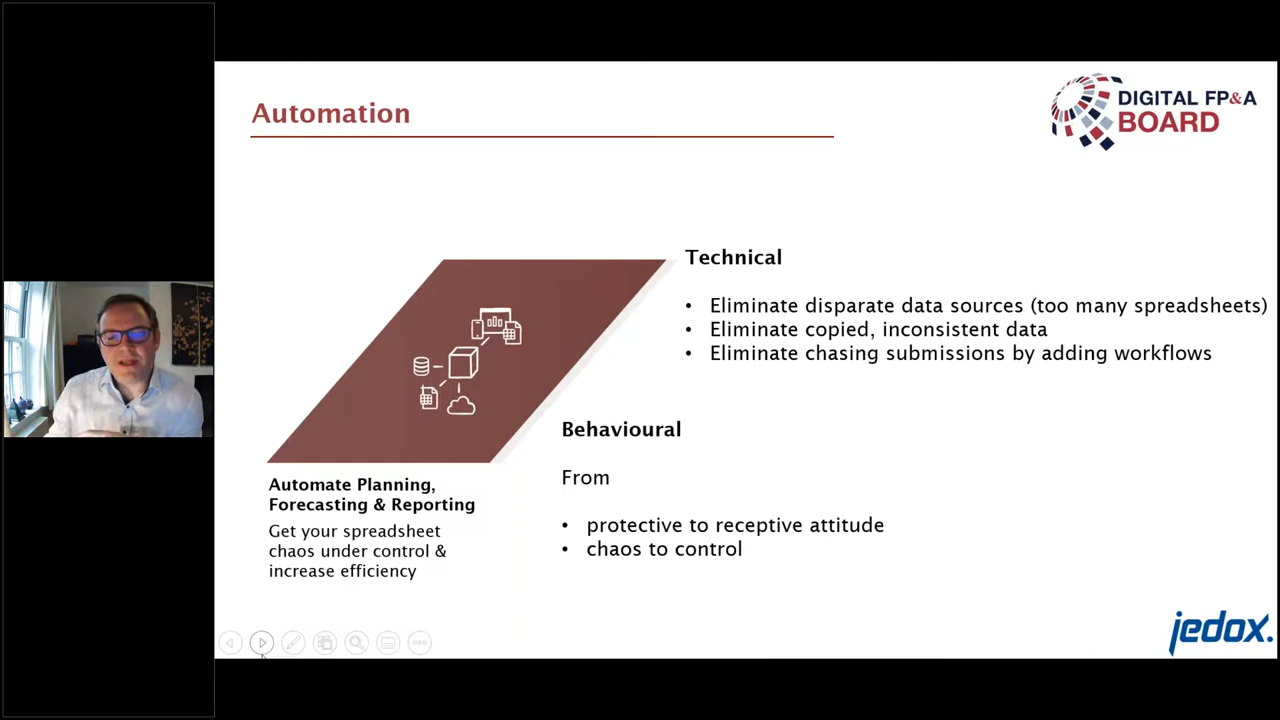 Automation
DIGITAL FP&A
BOARD
Technical
• Eliminate disparate data sources (too many spreadsheets)
• Eliminate copied, inconsistent data
• Eliminate chasing submissions by adding workflows
Behavioural
From
• protective to receptive attitude
• chaos to control
Automate Planning,
Forecasting & Reporting
Get your spreadsheet
chaos under control &
increase efficiency
jedox.